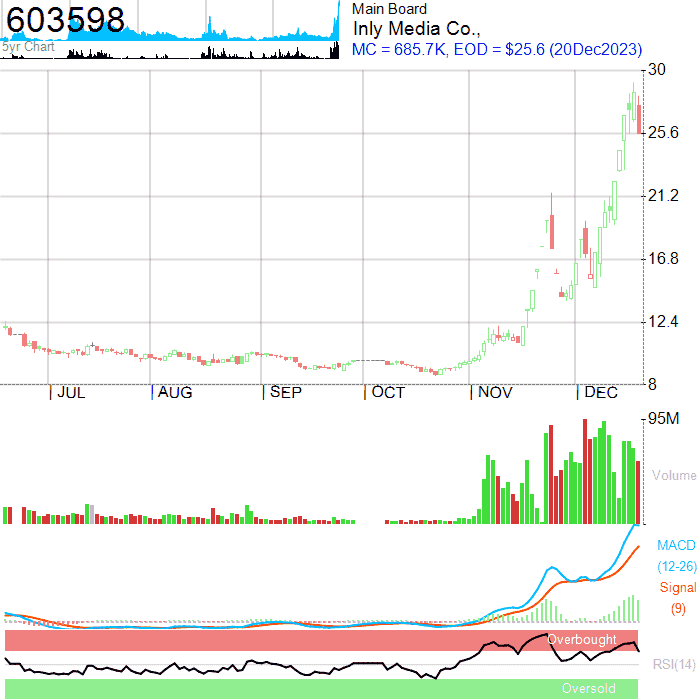 603598
5yr Chart
Main Board
Inly Media Co.,
MC = 685.7K, EOD = $25.6 (20Dec2023)
30
25.6
21.2
16.8
12.4
8
JUL AUG SEP OCT NOV DEC
95M
Volume
MACD
(12-26)
Signal
(9)
Overbought
RSI(14)
Oversold